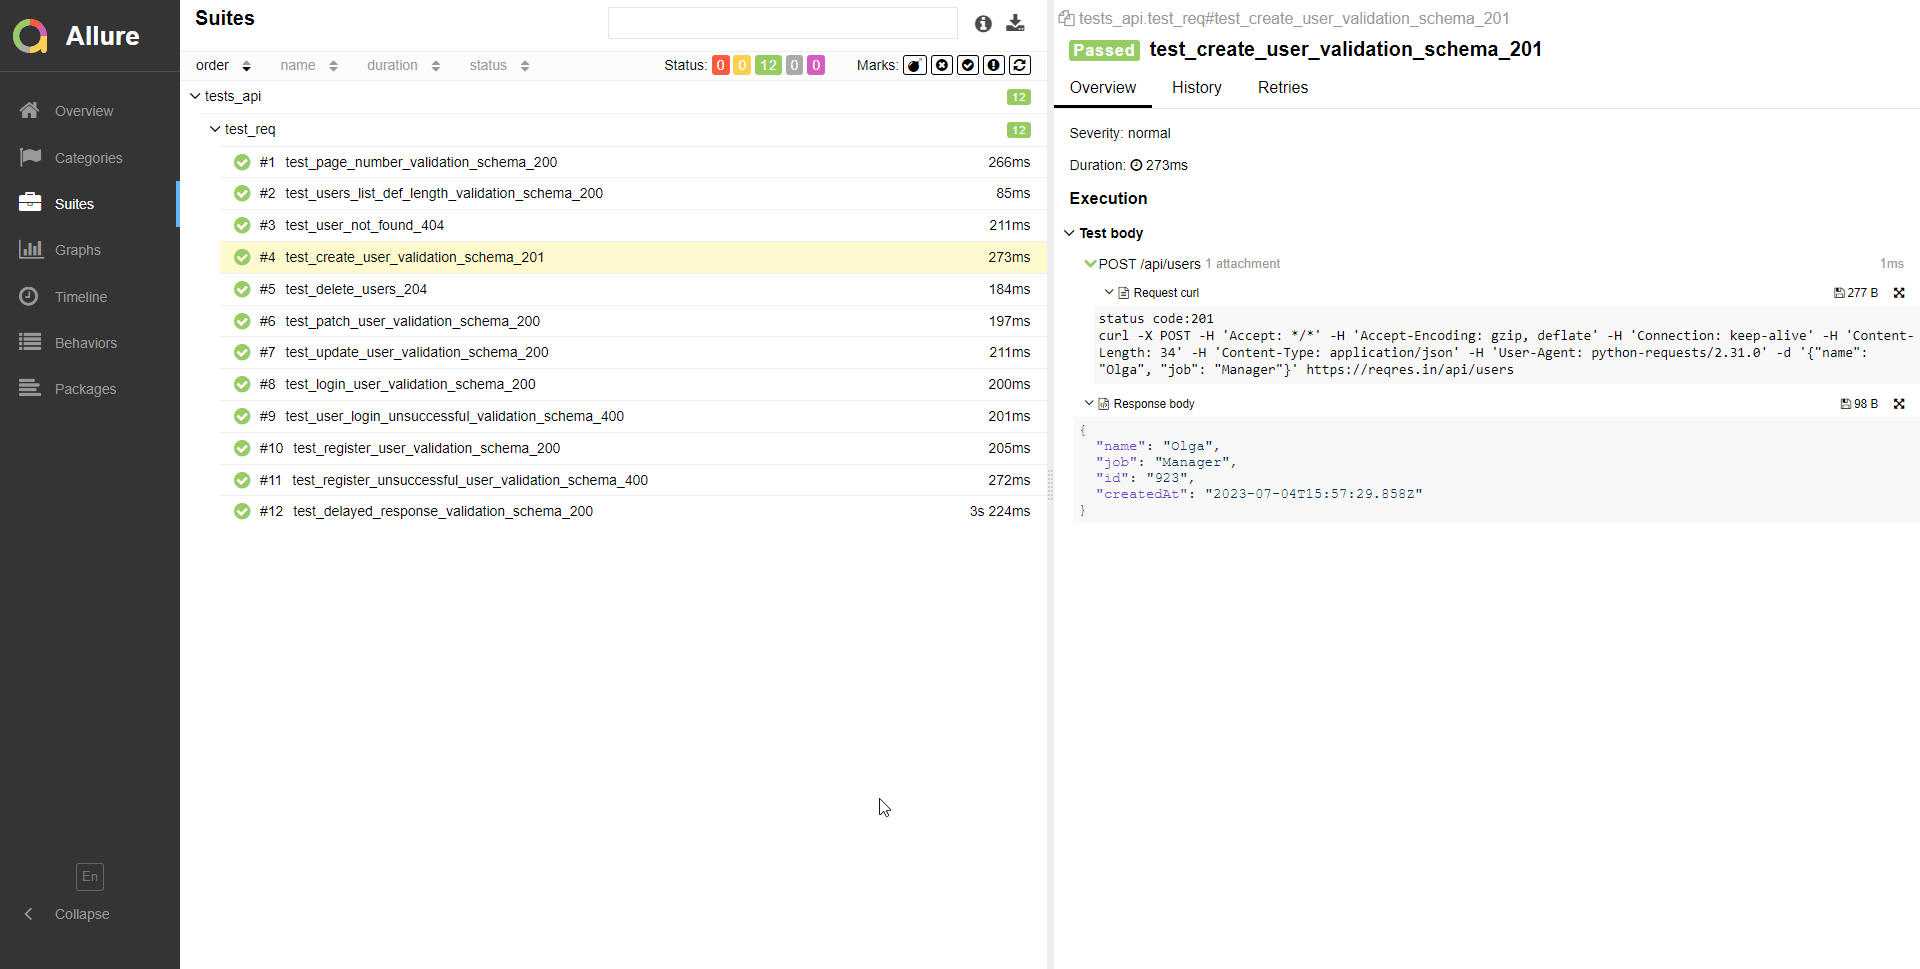 Allure
Overview
Categories
Suites
Graphs
Timeline
Behaviors
Packages
En
Collapse
Suites
order name duration status Status: 0 0 12 0 0 Marks:
tests_api 12
test_req 12
#1 test_page_number_validation_schema_200 266ms
#2 test_users_list_def_length_validation_schema_200 85ms
#3 test_user_not_found_404 211ms
#4 test_create_user_validation_schema_201 273ms
#5 test_delete_users_204 184ms
#6 test_patch_user_validation_schema_200 197ms
#7 test_update_user_validation_schema_200 211ms
#8 test_login_user_validation_schema_200 200ms
#9 test_user_login_unsuccessful_validation_schema_400 201ms
#10 test_register_user_validation_schema_200 205ms
#11 test_register_unsuccessful_user_validation_schema_400 272ms
#12 test_delayed_response_validation_schema_200 3s 224ms
tests_api.test_req#test_create_user_validation_schema_201
Passed test_create_user_validation_schema_201
Overview History Retries
Severity: normal
Duration: 273ms
Execution
Test body
POST /api/users 1 attachment 1ms
Request curl 277 B
status code:201
curl -X POST -H 'Accept: */*' -H 'Accept-Encoding: gzip, deflate' -H 'Connection: keep-alive' -H 'Content-
Length: 34' -H 'Content-Type: application/json' -H 'User-Agent: python-requests/2.31.0' -d '{"name":
"Olga", "job": "Manager"}' https://reqres.in/api/users
Response body 98 B
{
"name": "Olga",
"job": "Manager",
"id": "923",
"createdAt": "2023-07-04T15:57:29.858Z"
}